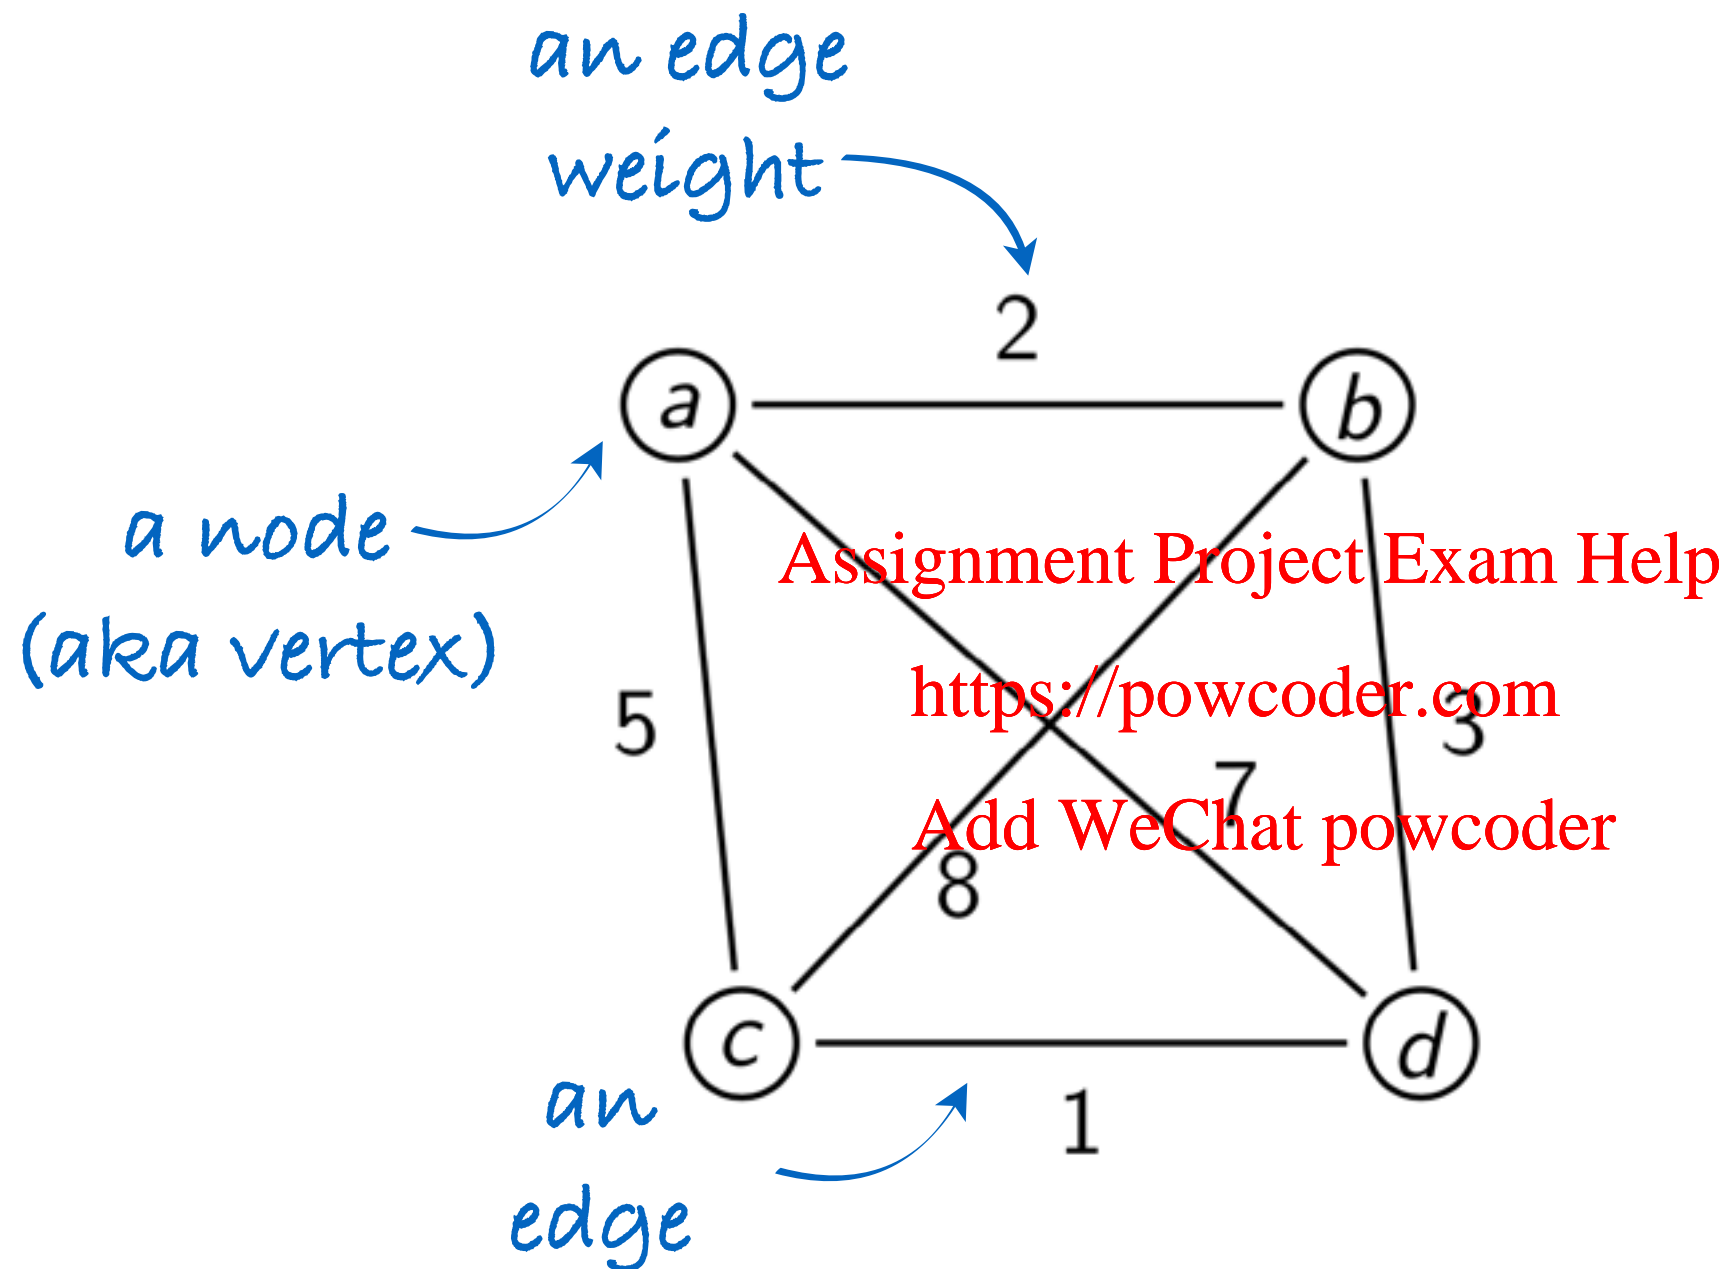 an edge
weight
2
a
b
a node
(aka vertex)
Assignment Project Exam Help
https://powcoder.com
5
3
7
Add WeChat powcoder
8
c
d
an
edge
1